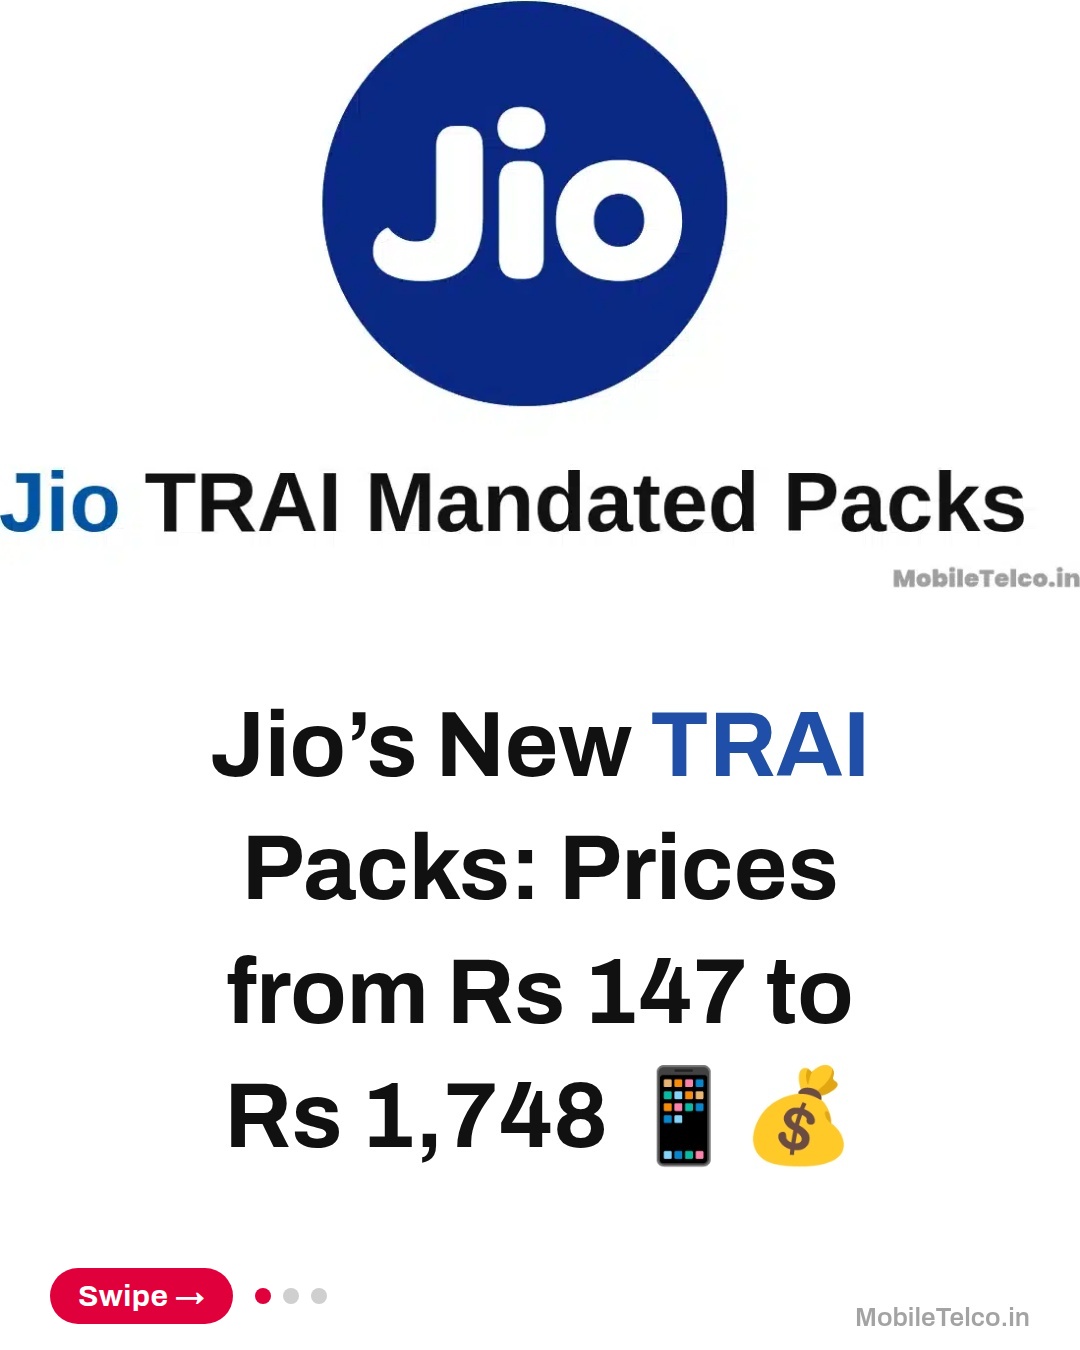 Jio
Jio TRAI Mandated Packs
MobileTelco.in
Jio’s New TRAI
Packs: Prices
from Rs 147 to
Rs 1,748 📱💰
Swipe →
MobileTelco.in